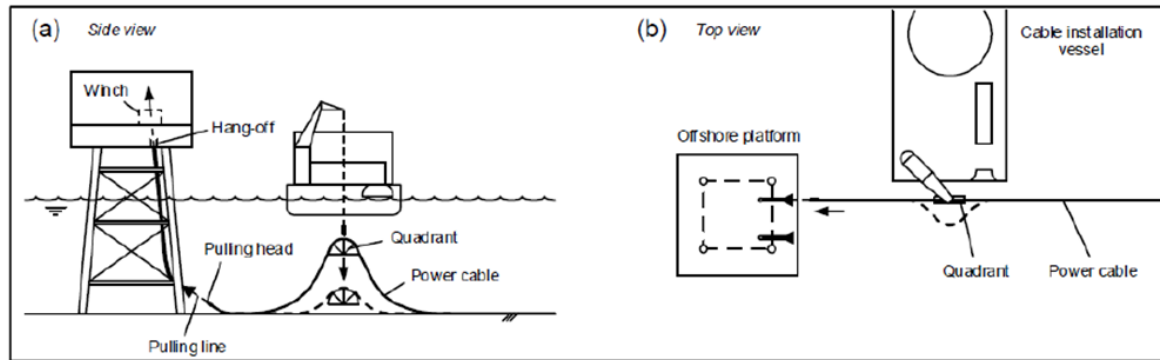 (a) Side view
Winch
Hang-off
Pulling head
Quadrant
Power cable
Pulling line
(b) Top view
Cable installation
vessel
Offshore platform
Quadrant
Power cable